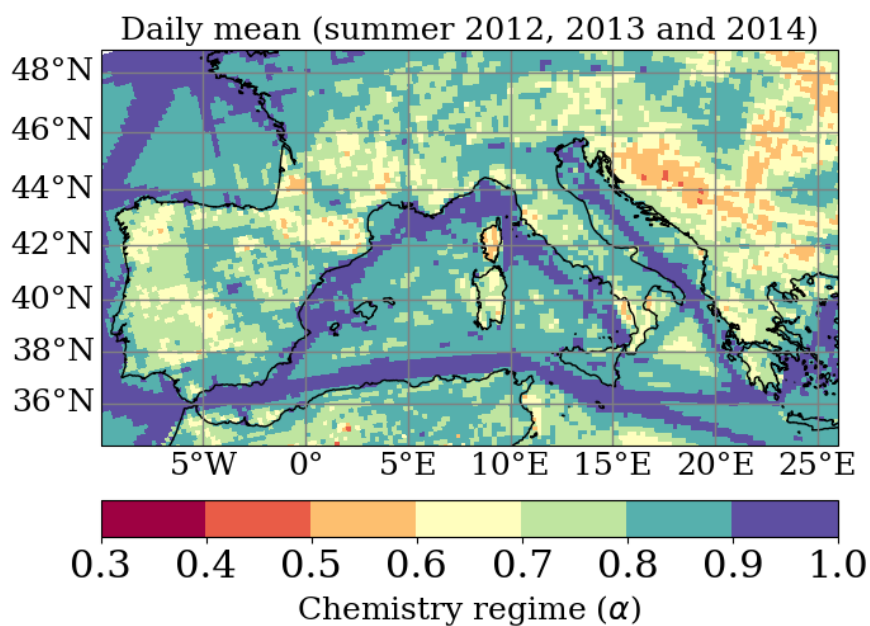 Daily mean (summer 2012, 2013 and 2014)
48°N
46°N
44°N
42°N
40°N
38°N
36°N
5°W 0° 5°E 10°E 15°E 20°E 25°E
0.3 0.4 0.5 0.6 0.7 0.8 0.9 1.0
Chemistry regime (α)